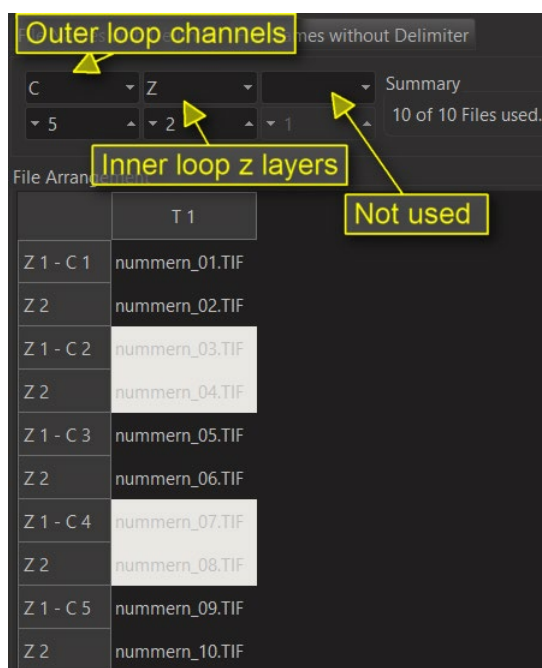 Outer loop channels
mes without Delimiter
C Z Summary
5 2 1 10 of 10 Files used.
Inner loop z layers
File Arrangement
Not used
T 1
Z 1 - C 1 nummern_01.TIF
Z 2 nummern_02.TIF
Z 1 - C 2 nummern_03.TIF
Z 2 nummern_04.TIF
Z 1 - C 3 nummern_05.TIF
Z 2 nummern_06.TIF
Z 1 - C 4 nummern_07.TIF
Z 2 nummern_08.TIF
Z 1 - C 5 nummern_09.TIF
Z 2 nummern_10.TIF